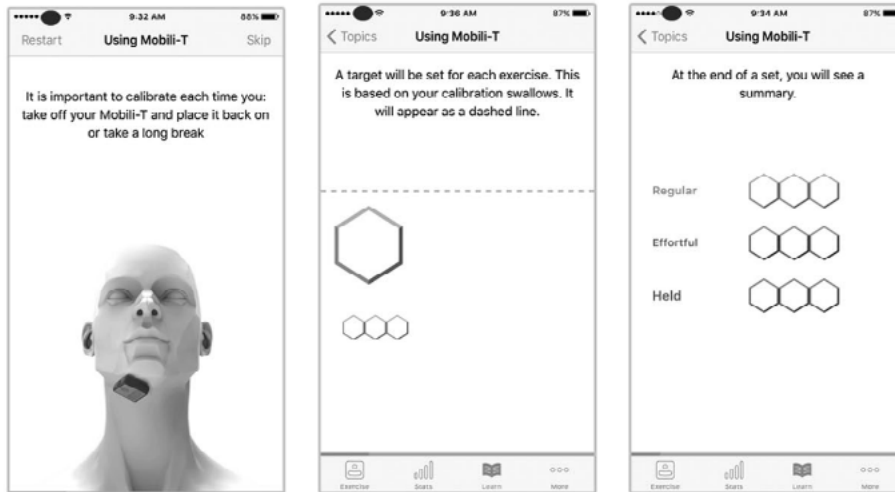 9:32 AM
88%
Restart
Using Mobili-T
Skip
It is important to calibrate each time you:
take off your Mobili-T and place it back on
or take a long break
9:36 AM
87%
Topics
Using Mobili-T
A target will be set for each exercise. This
is based on your calibration swallows. It
will appear as a dashed line.
Exercise
Stats
Learn
More
9:34 AM
87%
Topics
Using Mobili-T
At the end of a set, you will see a
summary.
Regular
Effortful
Held
Exercise
Stats
Learn
More